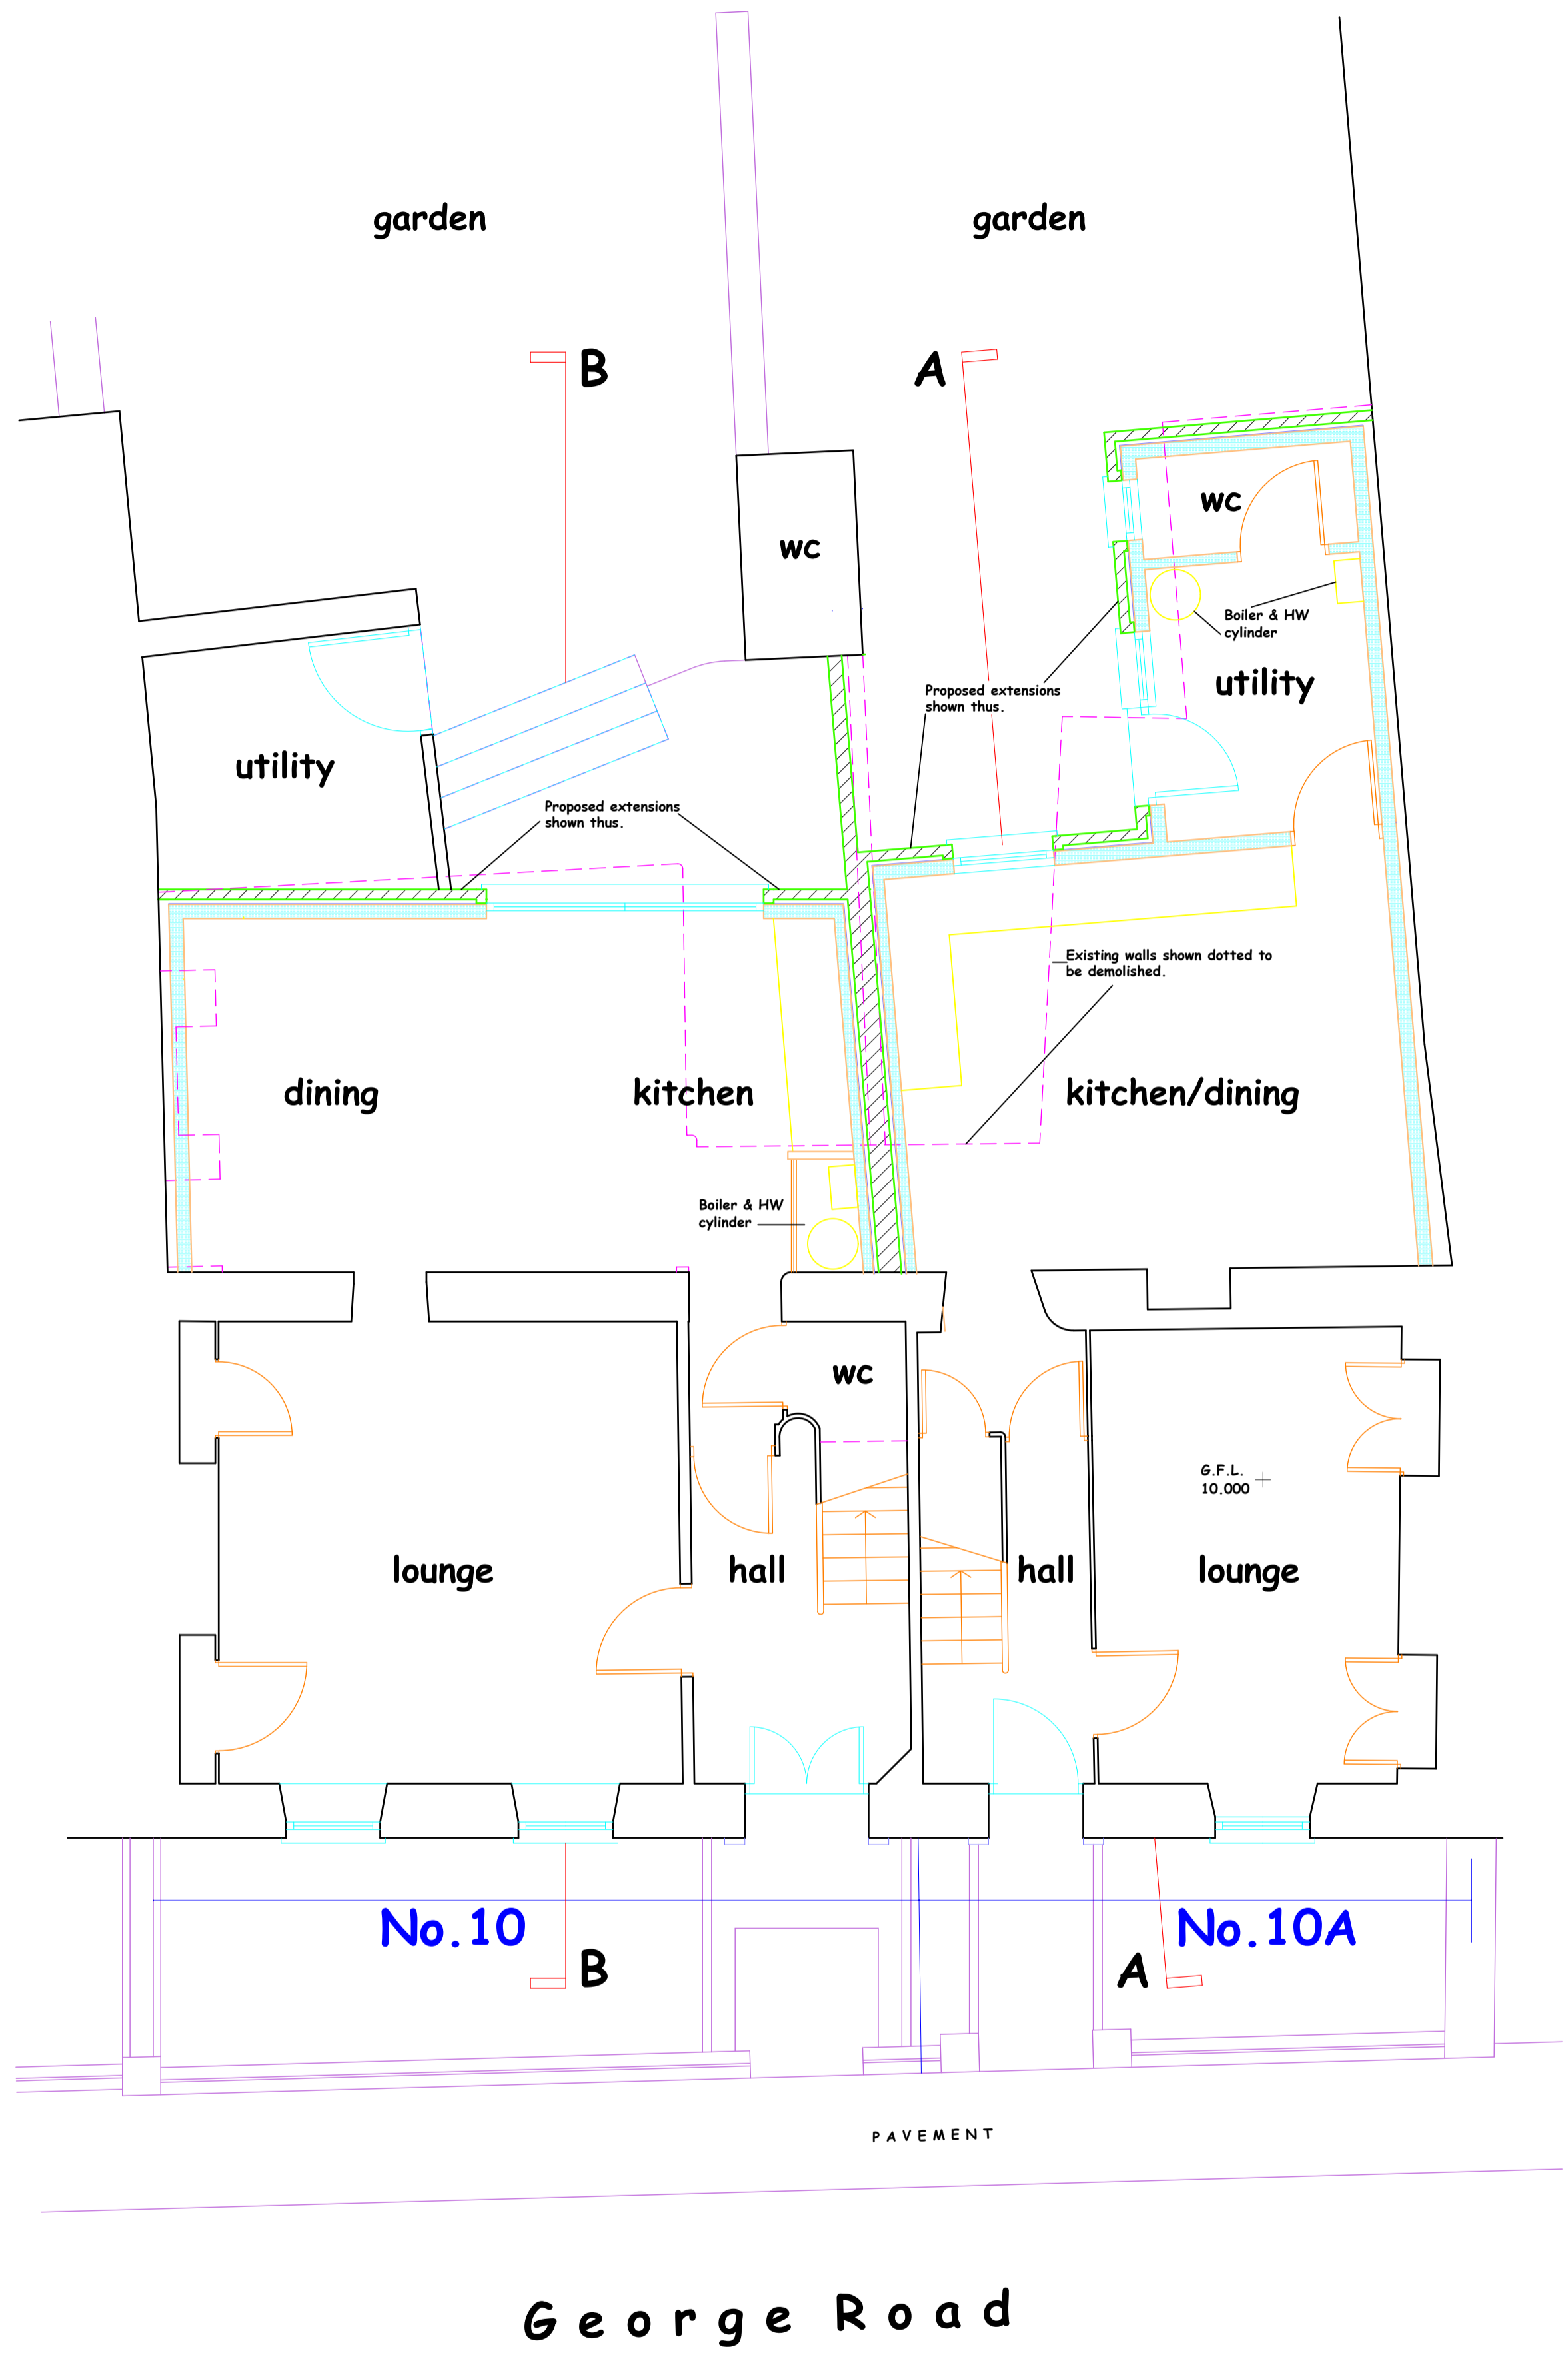 garden
garden
B
A
wc
wc
Boiler & HW
cylinder
utility
Proposed extensions
shown thus.
utility
Proposed extensions
shown thus.
Existing walls shown dotted to
be demolished.
dining
kitchen
kitchen/dining
Boiler & HW
cylinder
wc
G.F.L.
10.000
lounge
hall
hall
lounge
No.10
No.10A
B
A
PAVEMENT
George Road